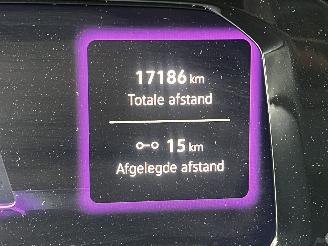 17186 km
Totale afstand
15 km
Afgelegde afstand